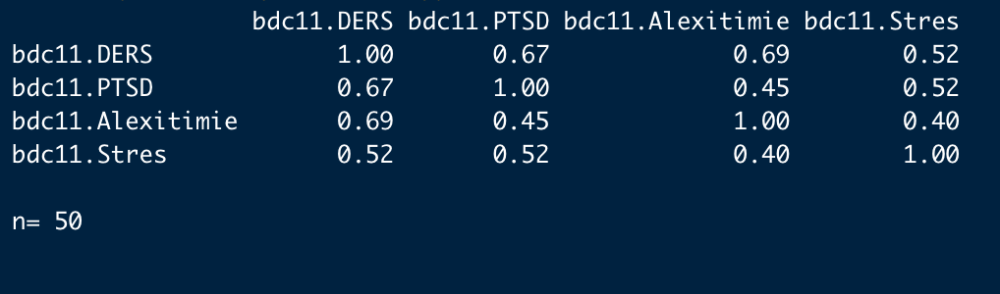 bdc11.DERS bdc11.PTSD bdc11.Alexitimie bdc11.Stres
bdc11.DERS 1.00 0.67 0.69 0.52
bdc11.PTSD 0.67 1.00 0.45 0.52
bdc11.Alexitimie 0.69 0.45 1.00 0.40
bdc11.Stres 0.52 0.52 0.40 1.00
n= 50